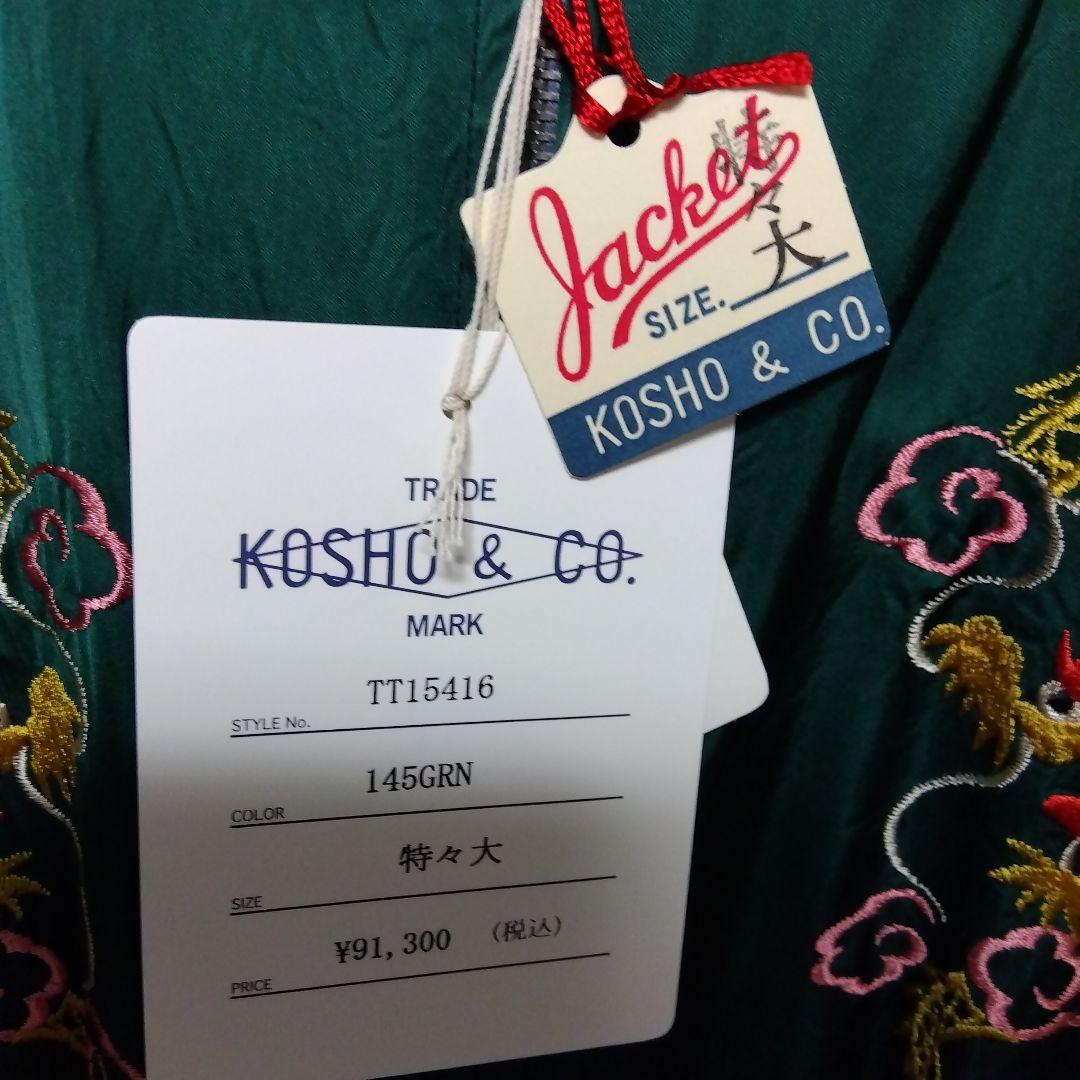 Jacket
特々大
SIZE.
KOSHO & CO.
TRADE
KOSHO & CO.
MARK
TT15416
STYLE No.
145GRN
COLOR
特々大
SIZE
¥91,300 (税込)
PRICE